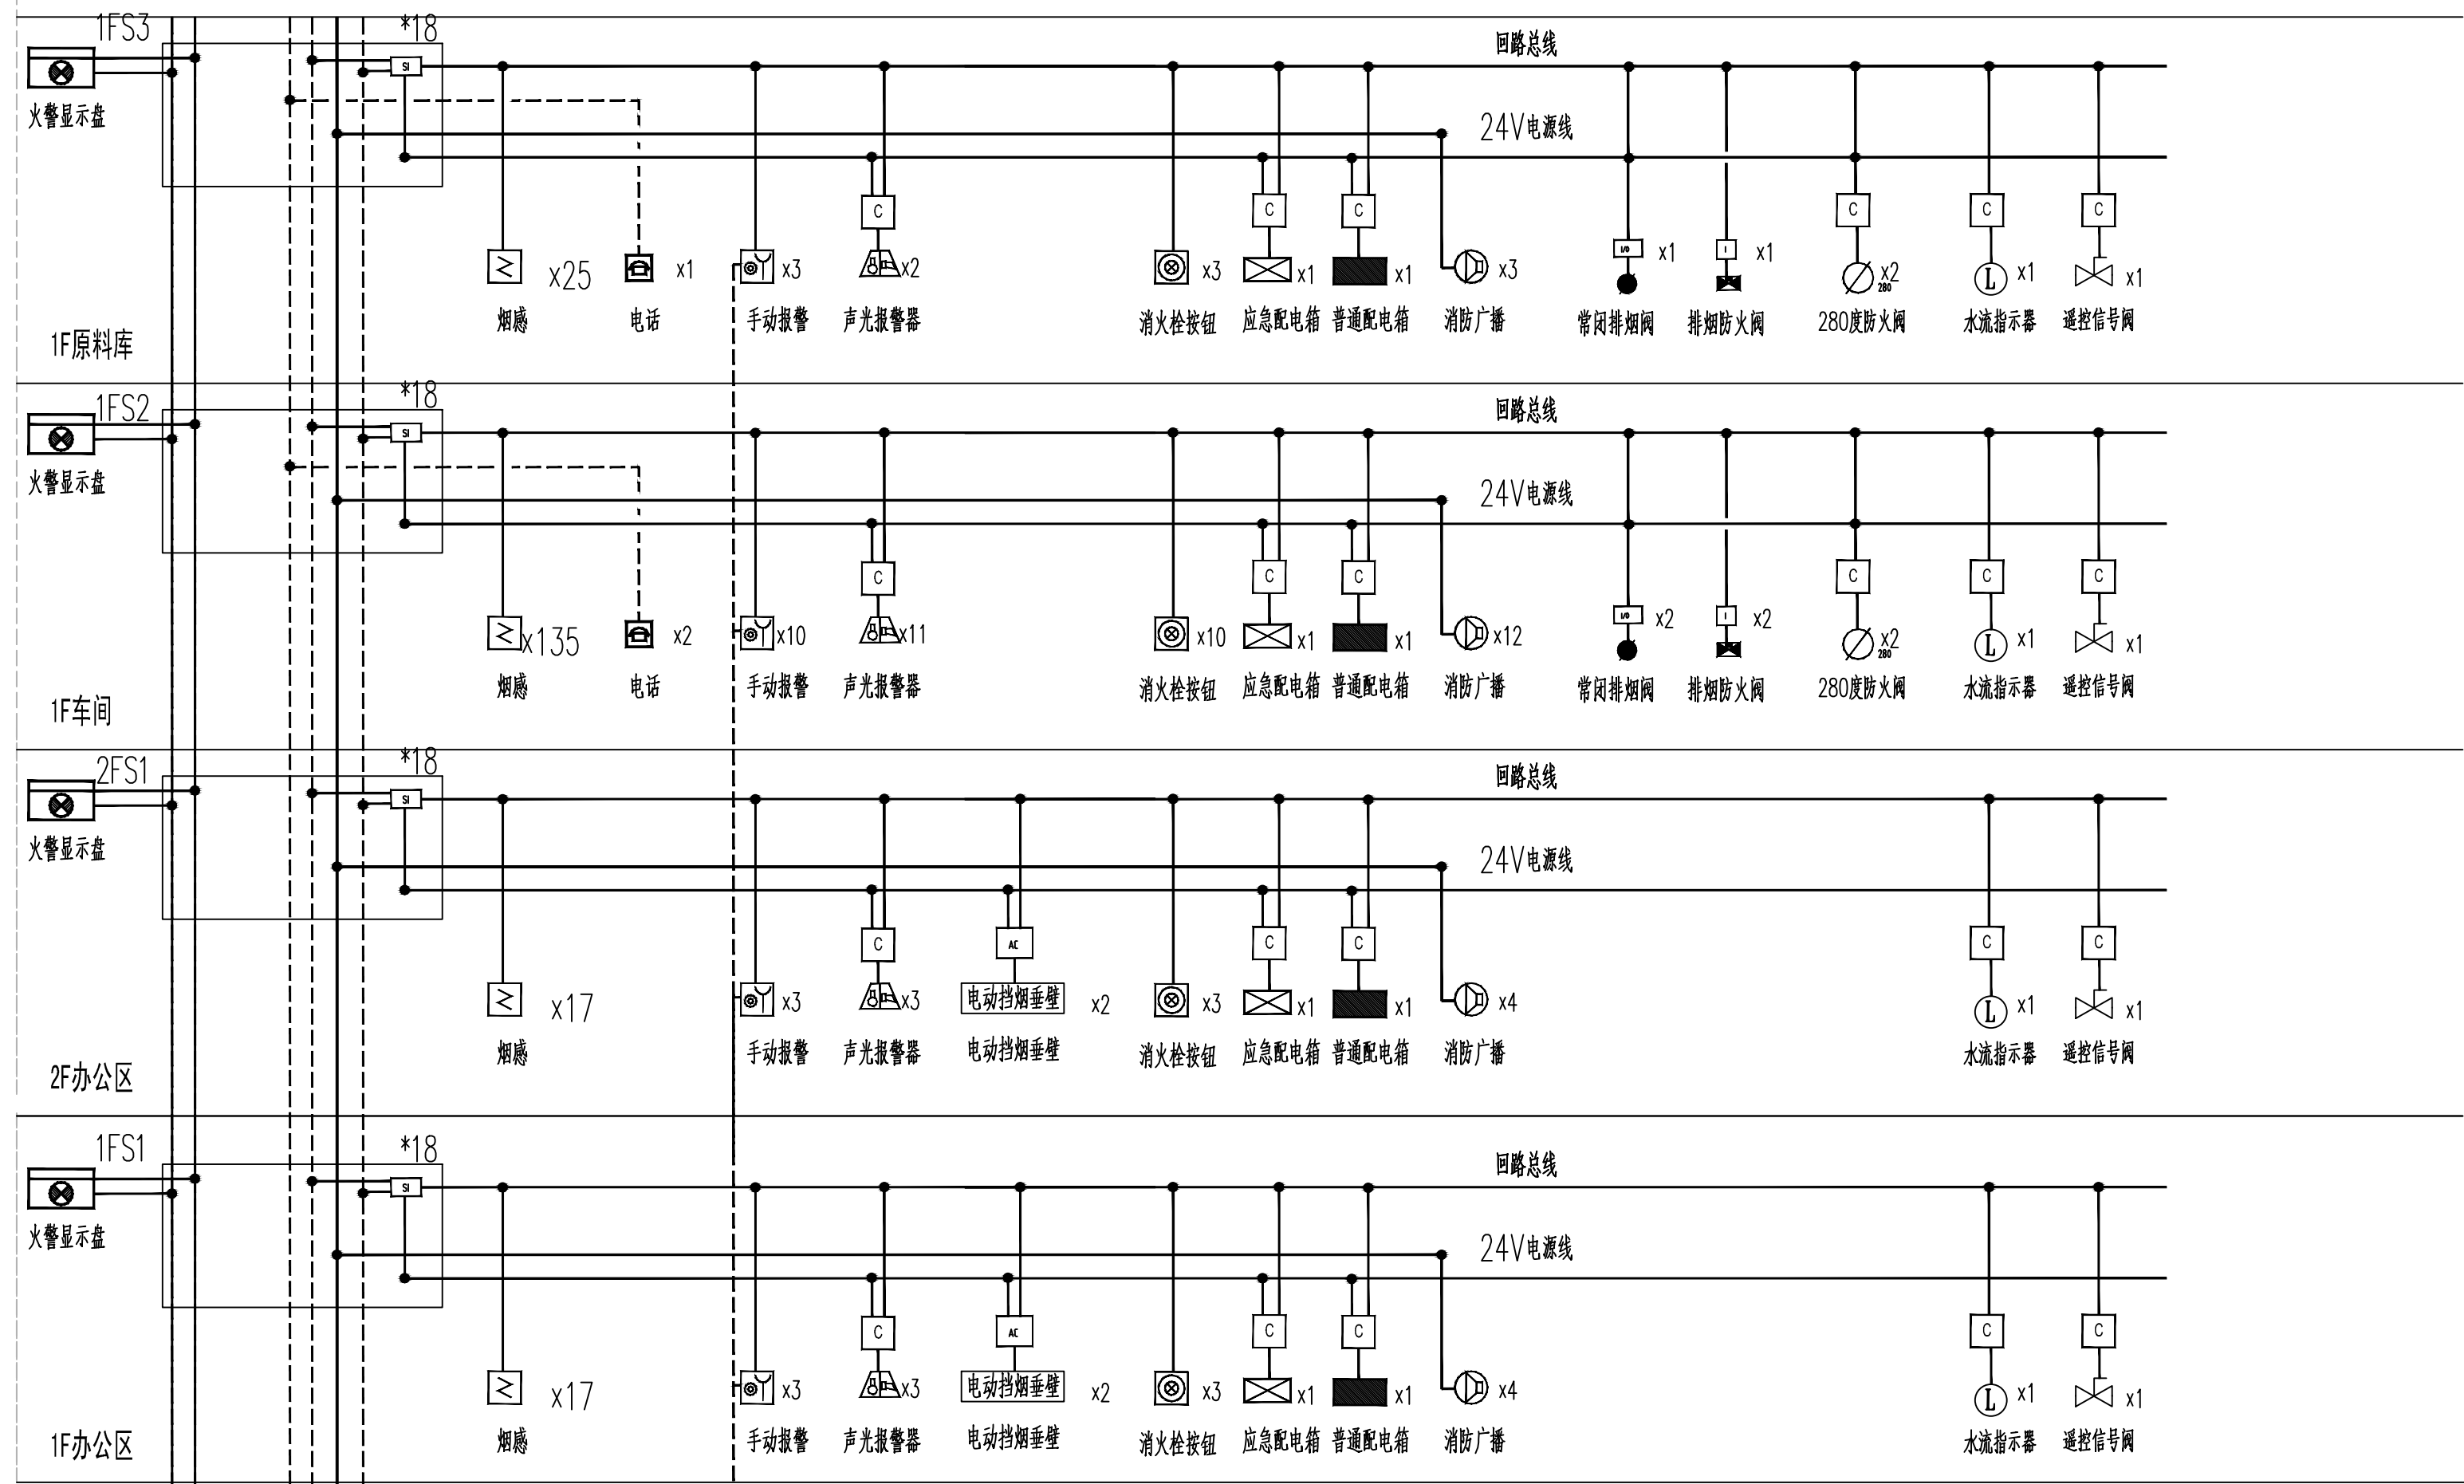 1FS3 *18 回路总线
SI
火警显示盘
24V电源线
C C C C C C
I/O x1 I x1
x25 x1 x3 x2 x3 x1 x1 x3 x2 L x1 x1
280
烟感 电话 手动报警 声光报警器 消火栓按钮 应急配电箱 普通配电箱 消防广播 常闭排烟阀 排烟防火阀 280度防火阀 水流指示器 遥控信号阀
1F原料库
1FS2 *18 回路总线
SI
火警显示盘
24V电源线
C C C C C C
I/O x2 I x2
x135 x2 x10 x11 x10 x1 x1 x12 x2 L x1 x1
280
烟感 电话 手动报警 声光报警器 消火栓按钮 应急配电箱 普通配电箱 消防广播 常闭排烟阀 排烟防火阀 280度防火阀 水流指示器 遥控信号阀
1F车间
2FS1 *18 回路总线
SI
火警显示盘
24V电源线
C AC C C C C
x17 x3 x3 电动挡烟垂壁 x2 x3 x1 x1 x4 L x1 x1
烟感 手动报警 声光报警器 电动挡烟垂壁 消火栓按钮 应急配电箱 普通配电箱 消防广播 水流指示器 遥控信号阀
2F办公区
1FS1 *18 回路总线
SI
火警显示盘
24V电源线
C AC C C C C
x17 x3 x3 电动挡烟垂壁 x2 x3 x1 x1 x4 L x1 x1
烟感 手动报警 声光报警器 电动挡烟垂壁 消火栓按钮 应急配电箱 普通配电箱 消防广播 水流指示器 遥控信号阀
1F办公区